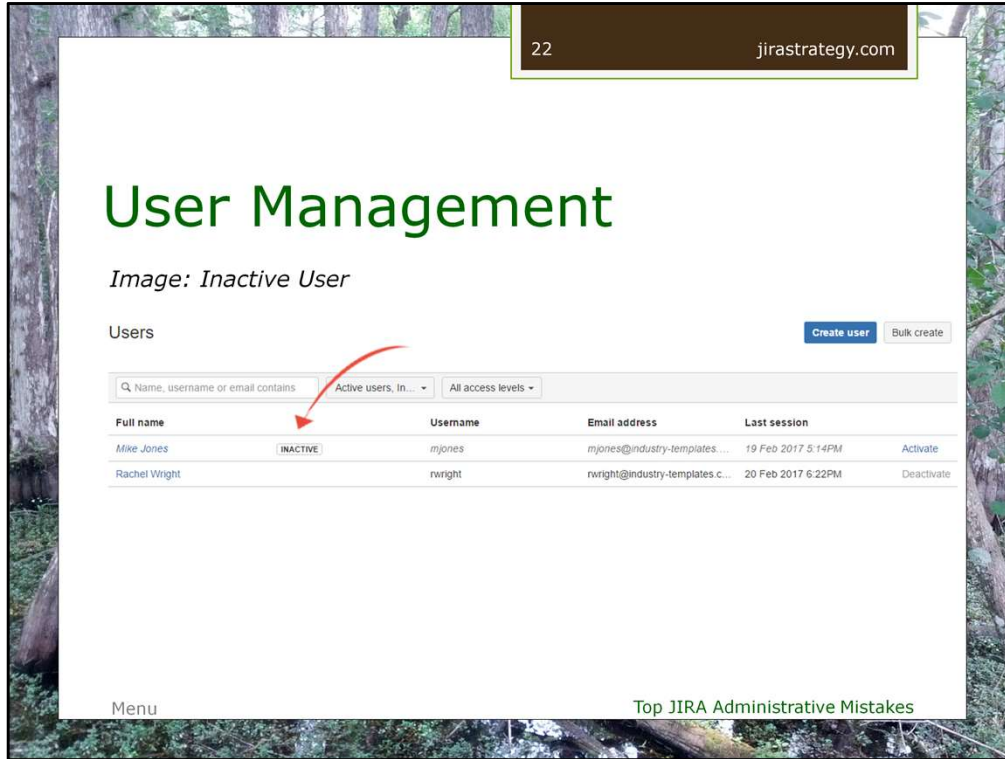 22 jirastrategy.com
User Management
Image: Inactive User
Users Create user Bulk create
Name, username or email contains Active users, In... All access levels
Full name Username Email address Last session
Mike Jones INACTIVE mjones mjones@industry-templates.... 19 Feb 2017 5:14PM Activate
Rachel Wright rwright rwright@industry-templates.c... 20 Feb 2017 6:22PM Deactivate
Menu Top JIRA Administrative Mistakes